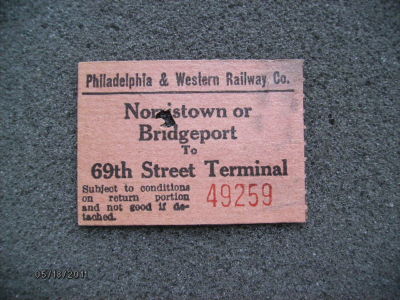 Philadelphia & Western Railway Co.
Norristown or
Bridgeport
To
69th Street Terminal
Subject to conditions
on return portion
and not good if de-
tached.
49259
05/13/2011